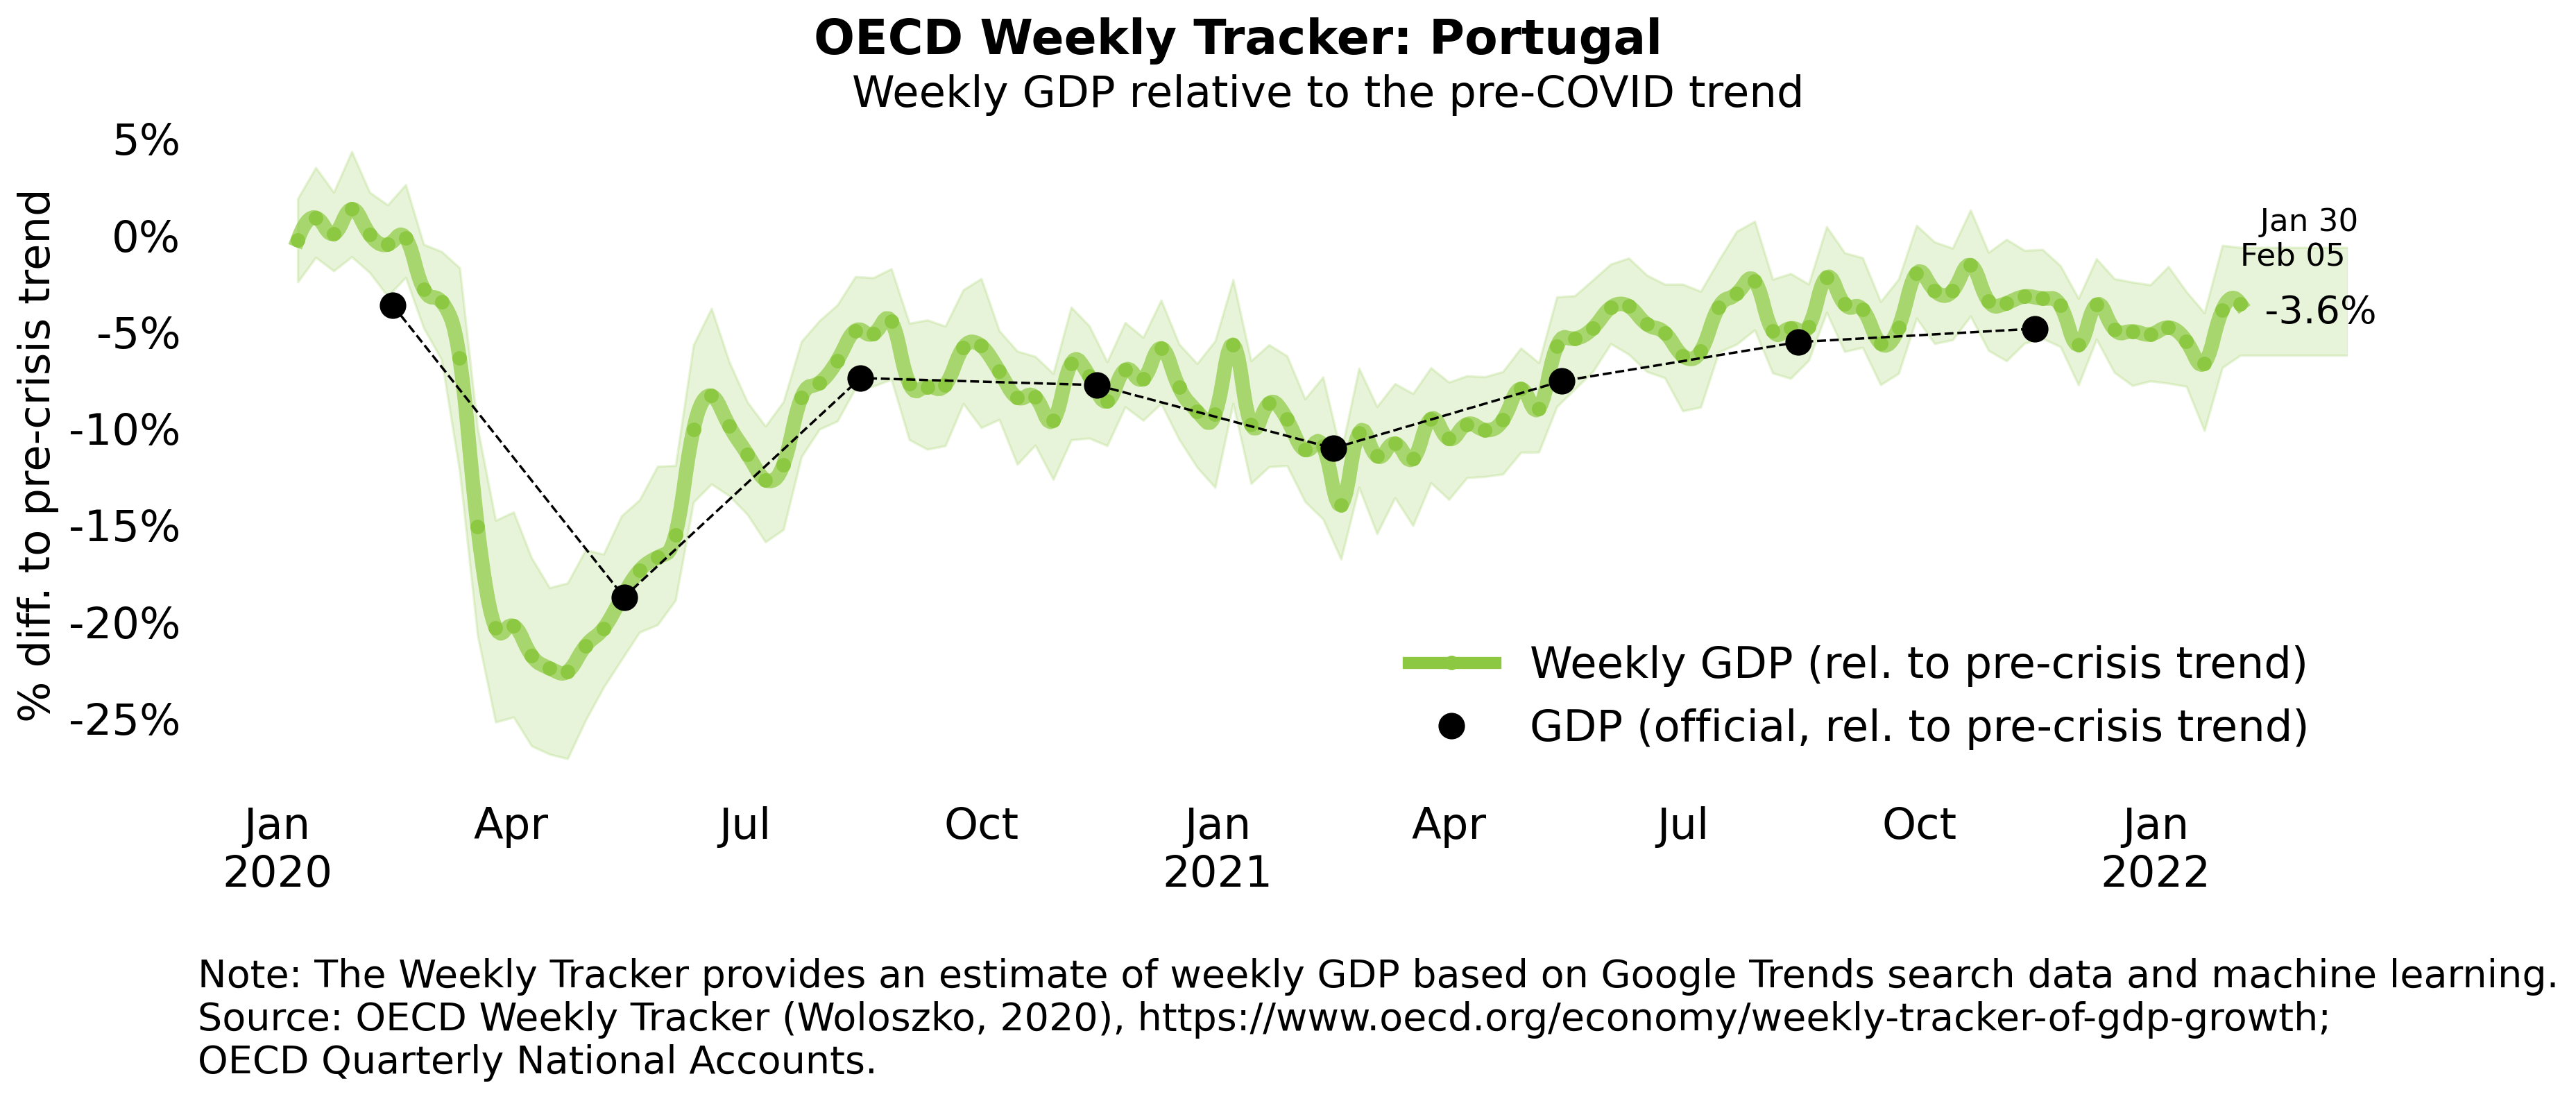 OECD Weekly Tracker: Portugal
Weekly GDP relative to the pre-COVID trend
% diff. to pre-crisis trend
5%
0%
-5%
-10%
-15%
-20%
-25%
Jan 30
Feb 05
-3.6%
Weekly GDP (rel. to pre-crisis trend)
GDP (official, rel. to pre-crisis trend)
Jan Apr Jul Oct Jan Apr Jul Oct Jan
2020 2021 2022
Note: The Weekly Tracker provides an estimate of weekly GDP based on Google Trends search data and machine learning.
Source: OECD Weekly Tracker (Woloszko, 2020), https://www.oecd.org/economy/weekly-tracker-of-gdp-growth;
OECD Quarterly National Accounts.